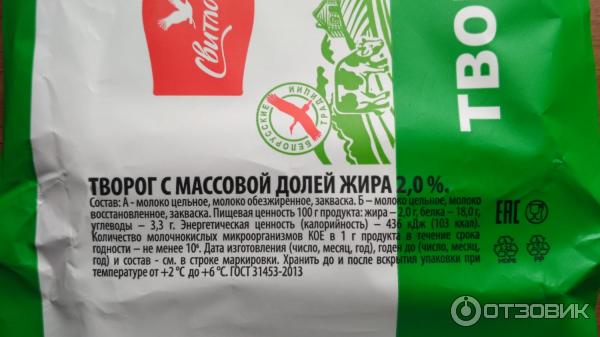 Свитло
БЕЛОРУССКИЕ ТРАДИЦИИ
ТВО
ТВОРОГ С МАССОВОЙ ДОЛЕЙ ЖИРА 2,0 %.
Состав: А - молоко цельное, молоко обезжиренное, закваска. Б – молоко цельное, молоко
восстановленное, закваска. Пищевая ценность 100 г продукта: жира – 2,0 г, белка – 18,0 г,
углеводы – 3,3 г. Энергетическая ценность (калорийность) – 436 кДж (103 ккал).
Количество молочнокислых микроорганизмов КОЕ в 1 г продукта в течение срока
годности – не менее 10⁶. Дата изготовления (число, месяц, год), годен до (число, месяц,
год) и состав - см. в строке маркировки. Хранить до и после вскрытия упаковки при
температуре от +2 °С до +6 °С. ГОСТ 31453-2013
EAC
ОТЗОВИК